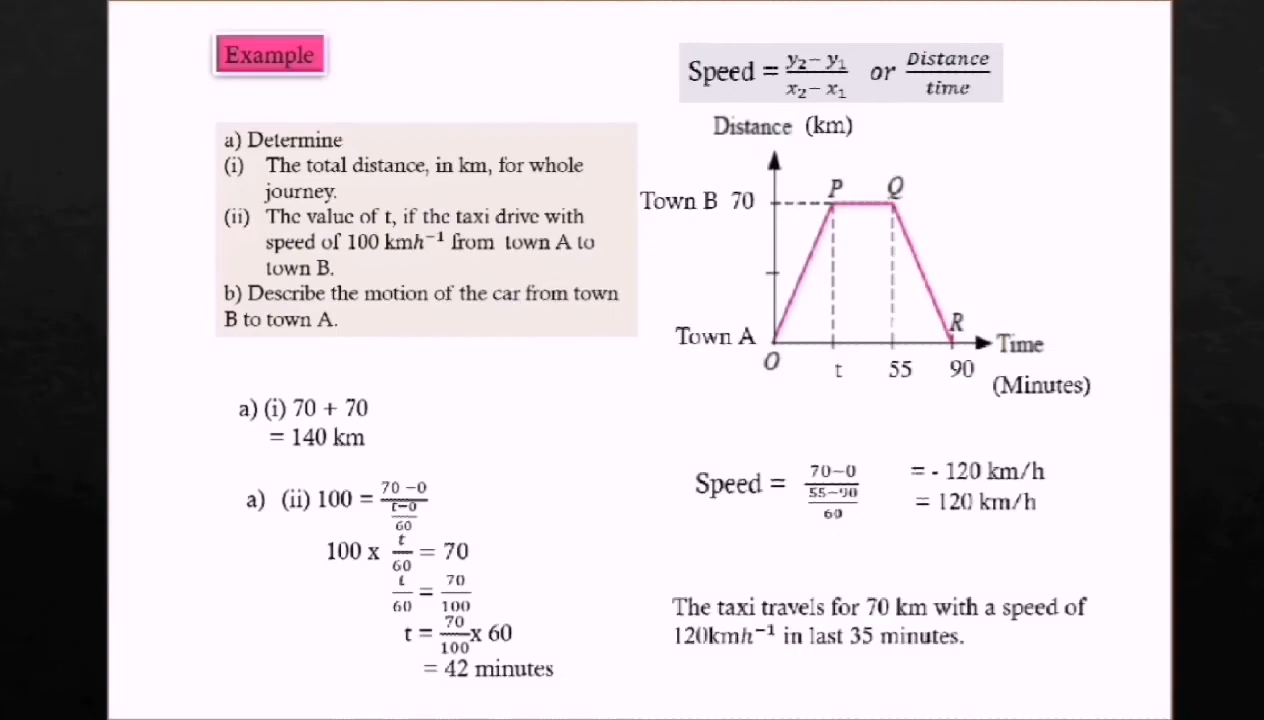 Example
Speed = y₂− y₁ / x₂− x₁ or Distance / time
a) Determine
(i) The total distance, in km, for whole
journey.
(ii) The value of t, if the taxi drive with
speed of 100 kmh⁻¹ from town A to
town B.
b) Describe the motion of the car from town
B to town A.
Distance (km)
Town B 70
P Q
Town A
R
Time
O t 55 90
(Minutes)
a) (i) 70 + 70
= 140 km
a) (ii) 100 = 70 −0 / (t−0 / 60)
100 x t / 60 = 70
t / 60 = 70 / 100
t = 70 / 100 x 60
= 42 minutes
Speed = 70−0 / (55−90 / 60) = - 120 km/h
= 120 km/h
The taxi travels for 70 km with a speed of
120kmh⁻¹ in last 35 minutes.